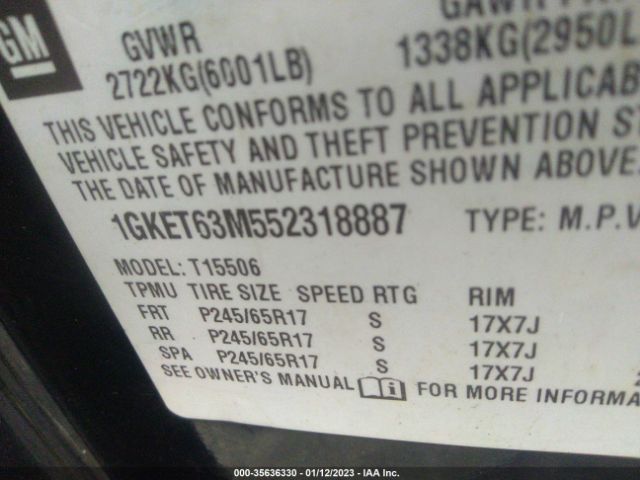 GM
GVWR
2722KG(6001LB) 1338KG(2950L
THIS VEHICLE CONFORMS TO ALL APPLICAB
VEHICLE SAFETY AND THEFT PREVENTION ST
THE DATE OF MANUFACTURE SHOWN ABOVE.
1GKET63M552318887 TYPE: M.P.V
MODEL: T15506
TPMU TIRE SIZE SPEED RTG RIM
FRT P245/65R17 S 17X7J
RR P245/65R17 S 17X7J
SPA P245/65R17 S 17X7J
SEE OWNER'S MANUAL i FOR MORE INFORMA
000-35636330 - 01/12/2023 - IAA Inc.